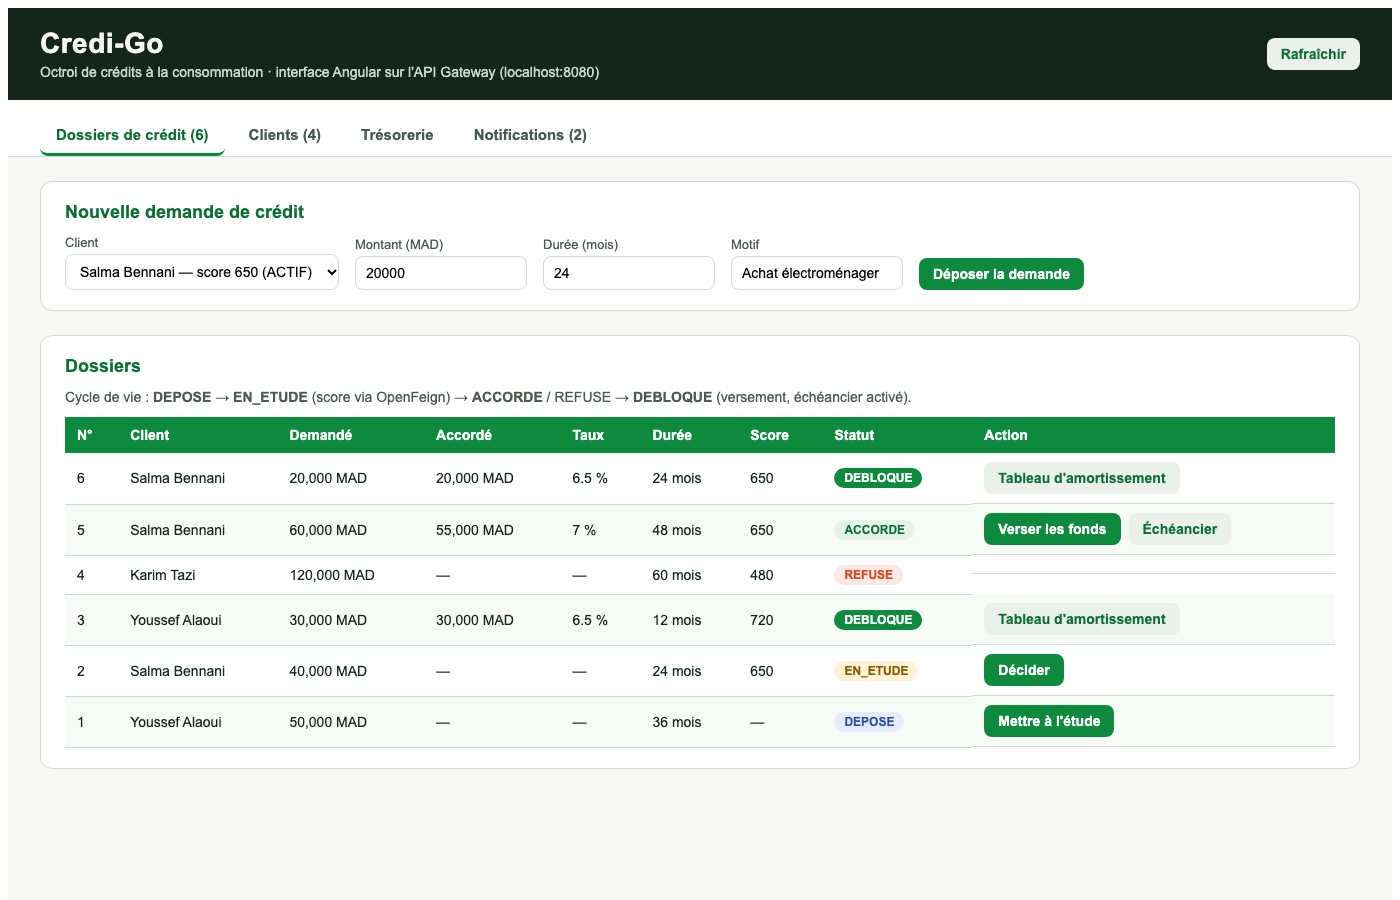 Credi-Go
Octroi de crédits à la consommation · interface Angular sur l'API Gateway (localhost:8080)
Rafraîchir
Dossiers de crédit (6) Clients (4) Trésorerie Notifications (2)
Nouvelle demande de crédit
Client Montant (MAD) Durée (mois) Motif
Salma Bennani — score 650 (ACTIF) 20000 24 Achat électroménager Déposer la demande
Dossiers
Cycle de vie : DEPOSE → EN_ETUDE (score via OpenFeign) → ACCORDE / REFUSE → DEBLOQUE (versement, échéancier activé).
N° Client Demandé Accordé Taux Durée Score Statut Action
6 Salma Bennani 20,000 MAD 20,000 MAD 6.5 % 24 mois 650 DEBLOQUE Tableau d'amortissement
5 Salma Bennani 60,000 MAD 55,000 MAD 7 % 48 mois 650 ACCORDE Verser les fonds Échéancier
4 Karim Tazi 120,000 MAD — — 60 mois 480 REFUSE
3 Youssef Alaoui 30,000 MAD 30,000 MAD 6.5 % 12 mois 720 DEBLOQUE Tableau d'amortissement
2 Salma Bennani 40,000 MAD — — 24 mois 650 EN_ETUDE Décider
1 Youssef Alaoui 50,000 MAD — — 36 mois — DEPOSE Mettre à l'étude